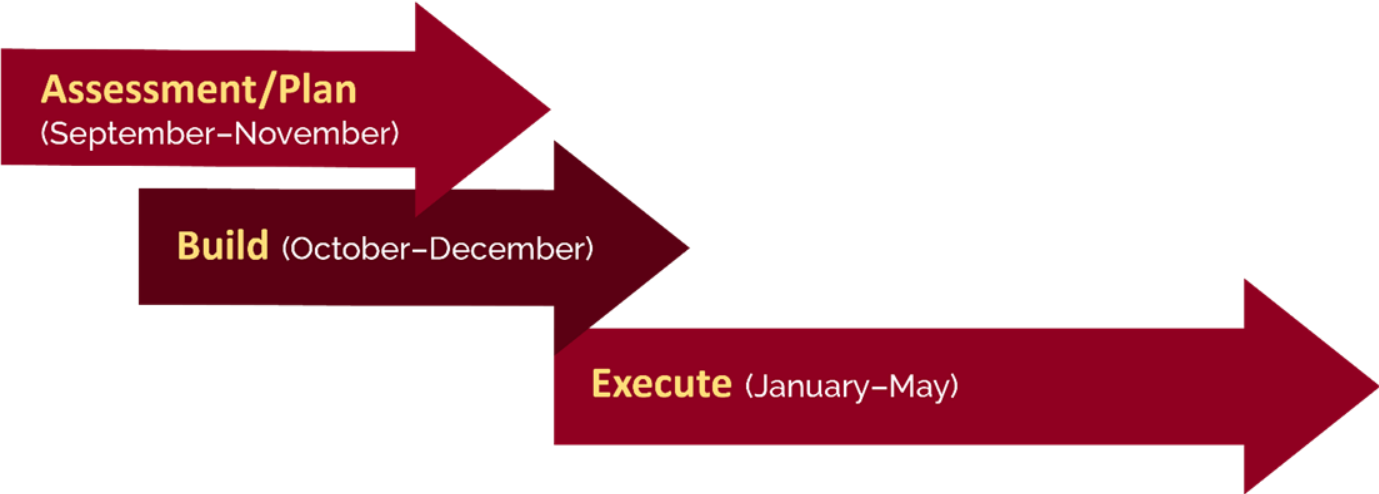 Assessment/Plan
(September–November)
Build (October–December)
Execute (January–May)